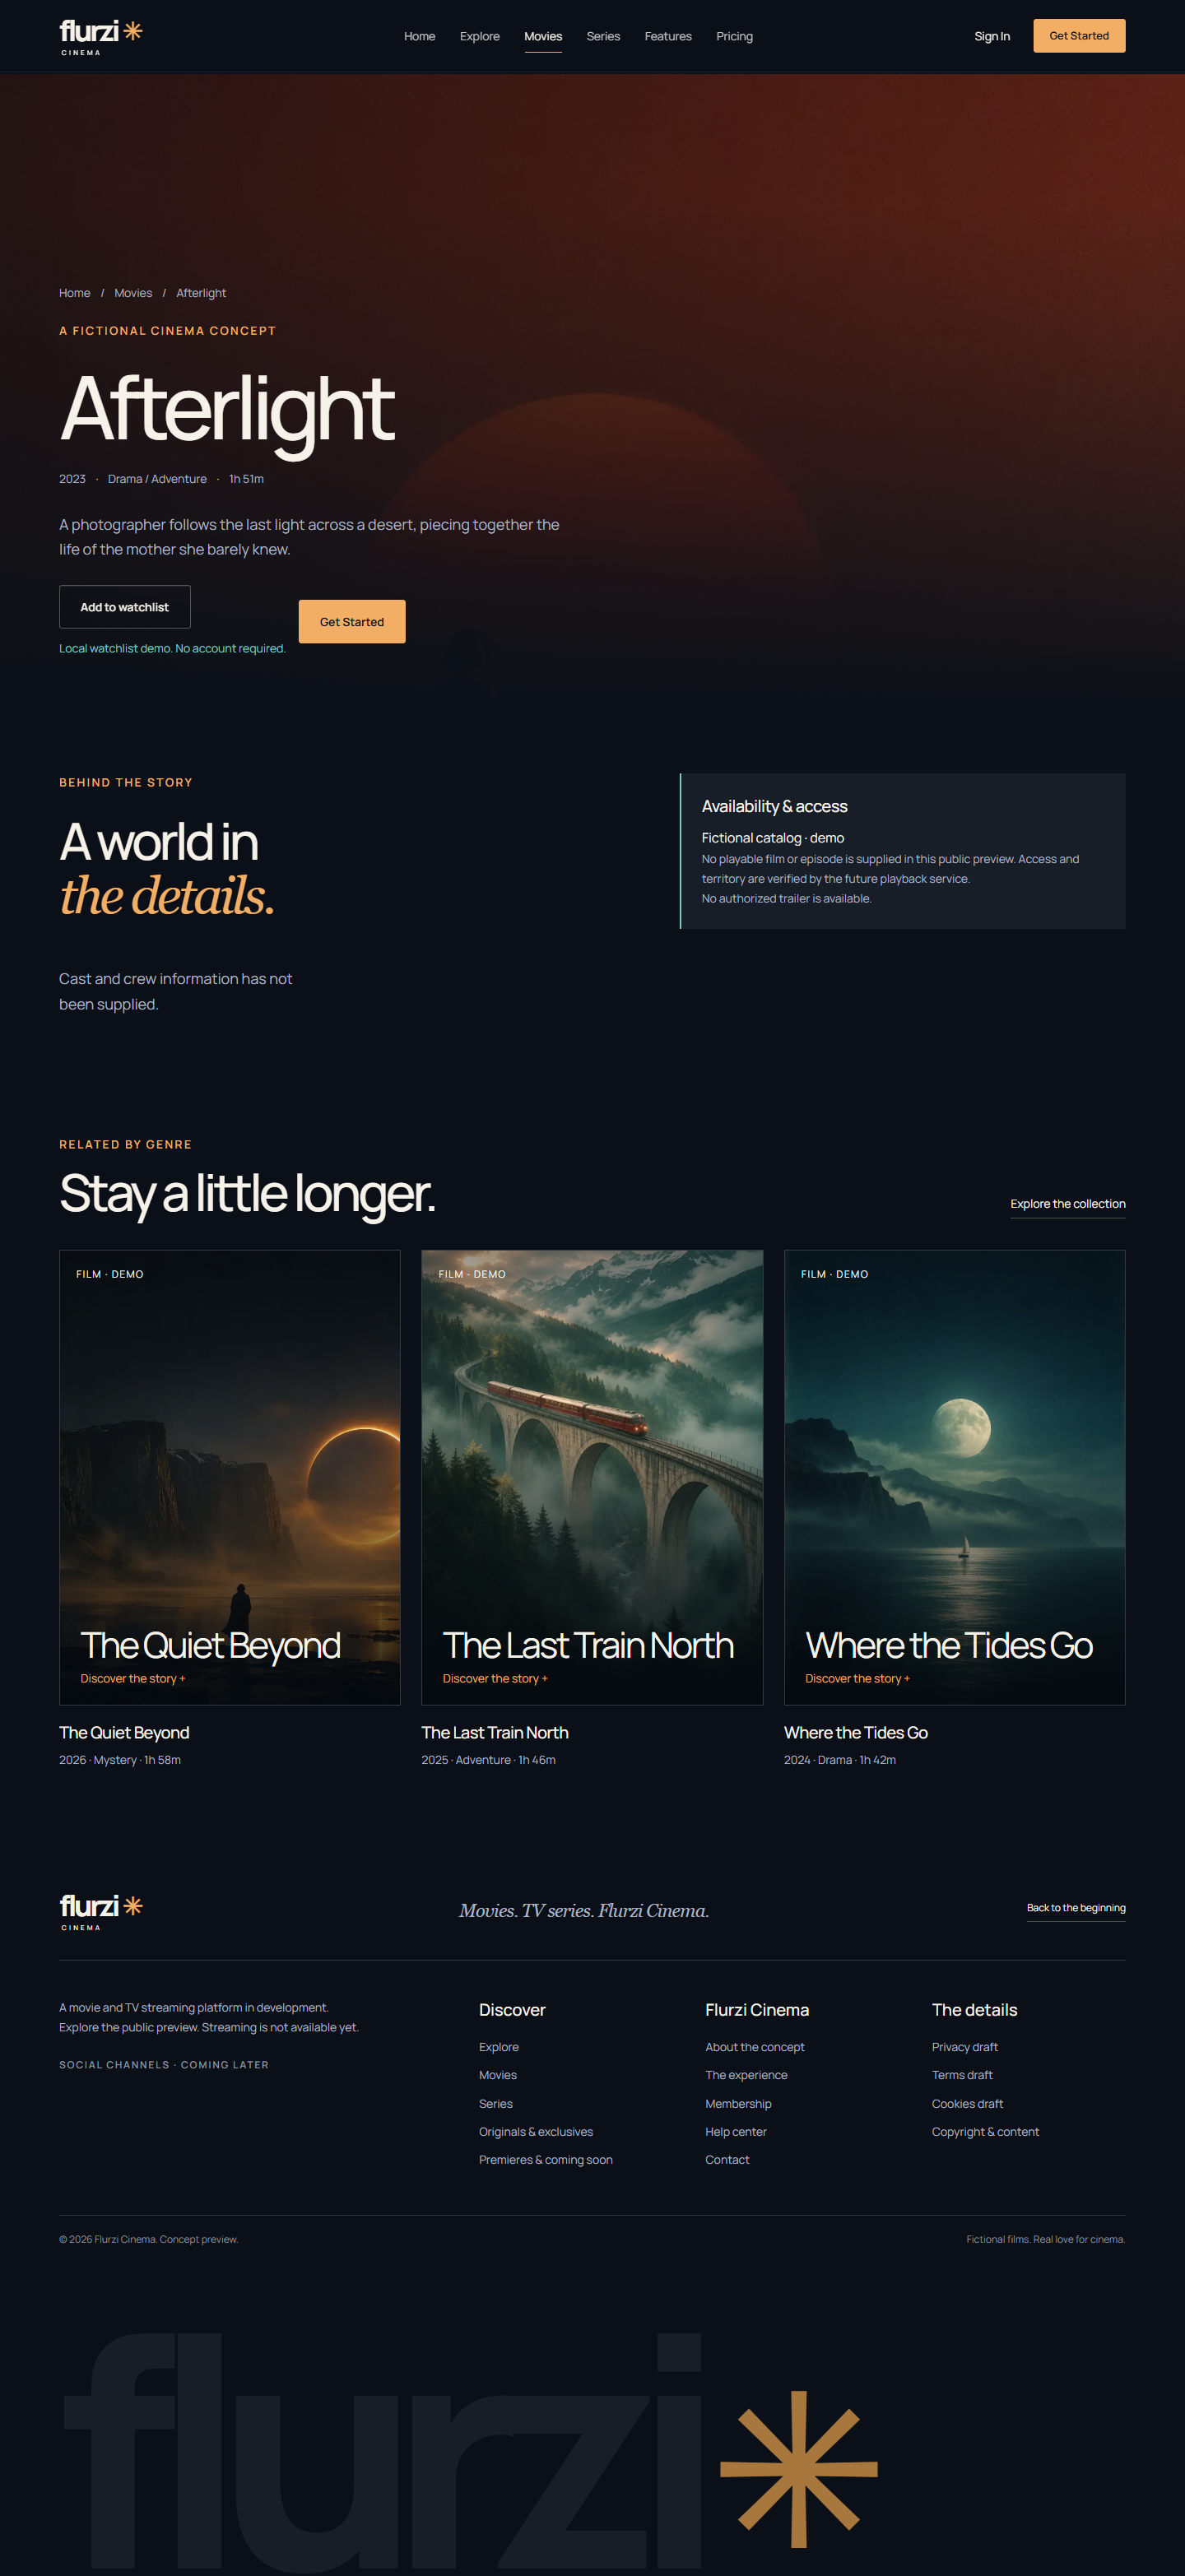 flurzi
CINEMA
Home
Explore
Movies
Series
Features
Pricing
Sign In
Get Started
Home / Movies / Afterlight
A FICTIONAL CINEMA CONCEPT
Afterlight
2023 · Drama / Adventure · 1h 51m
A photographer follows the last light across a desert, piecing together the
life of the mother she barely knew.
Add to watchlist
Get Started
Local watchlist demo. No account required.
BEHIND THE STORY
A world in
the details.
Cast and crew information has not
been supplied.
Availability & access
Fictional catalog · demo
No playable film or episode is supplied in this public preview. Access and
territory are verified by the future playback service.
No authorized trailer is available.
RELATED BY GENRE
Stay a little longer.
Explore the collection
FILM · DEMO
The Quiet Beyond
Discover the story +
The Quiet Beyond
2026 · Mystery · 1h 58m
FILM · DEMO
The Last Train North
Discover the story +
The Last Train North
2025 · Adventure · 1h 46m
FILM · DEMO
Where the Tides Go
Discover the story +
Where the Tides Go
2024 · Drama · 1h 42m
flurzi
CINEMA
Movies. TV series. Flurzi Cinema.
Back to the beginning
A movie and TV streaming platform in development.
Explore the public preview. Streaming is not available yet.
SOCIAL CHANNELS · COMING LATER
Discover
Explore
Movies
Series
Originals & exclusives
Premieres & coming soon
Flurzi Cinema
About the concept
The experience
Membership
Help center
Contact
The details
Privacy draft
Terms draft
Cookies draft
Copyright & content
© 2026 Flurzi Cinema. Concept preview.
Fictional films. Real love for cinema.
flurzi